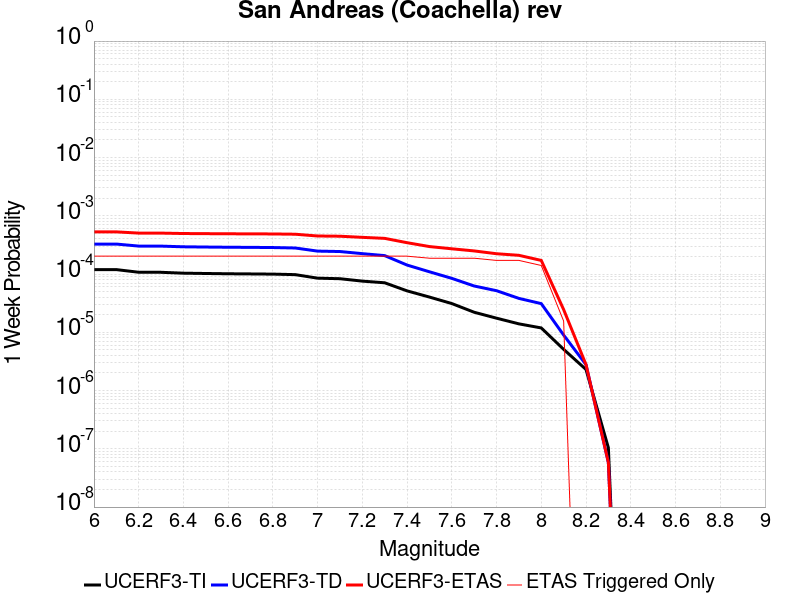 San Andreas (Coachella) rev
10^0
10^-1
10^-2
10^-3
10^-4
10^-5
10^-6
10^-7
10^-8
1 Week Probability
6 6.2 6.4 6.6 6.8 7 7.2 7.4 7.6 7.8 8 8.2 8.4 8.6 8.8 9
Magnitude
UCERF3-TI UCERF3-TD UCERF3-ETAS ETAS Triggered Only